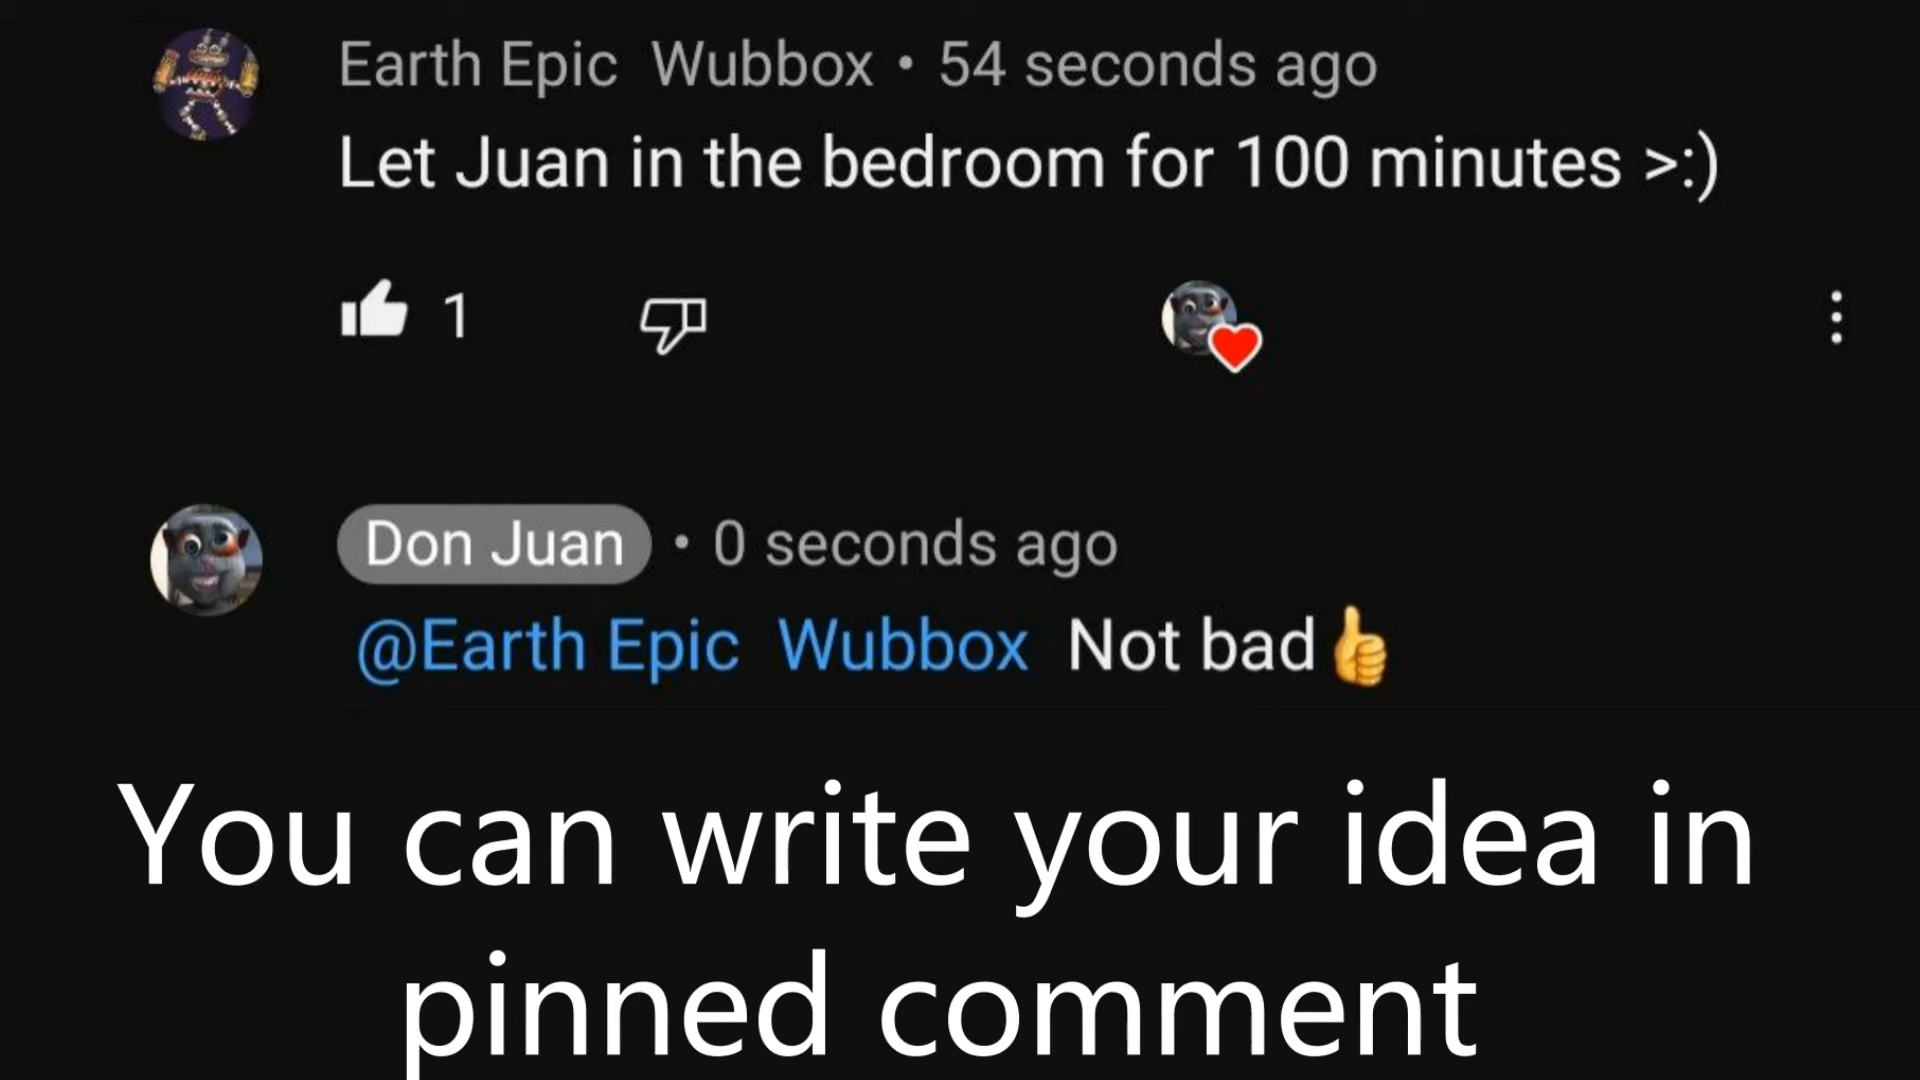 Earth Epic  Wubbox • 54 seconds ago
Let Juan in the bedroom for 100 minutes >:)
1
Don Juan • 0 seconds ago
@Earth Epic  Wubbox Not bad👍
You can write your idea in
pinned comment